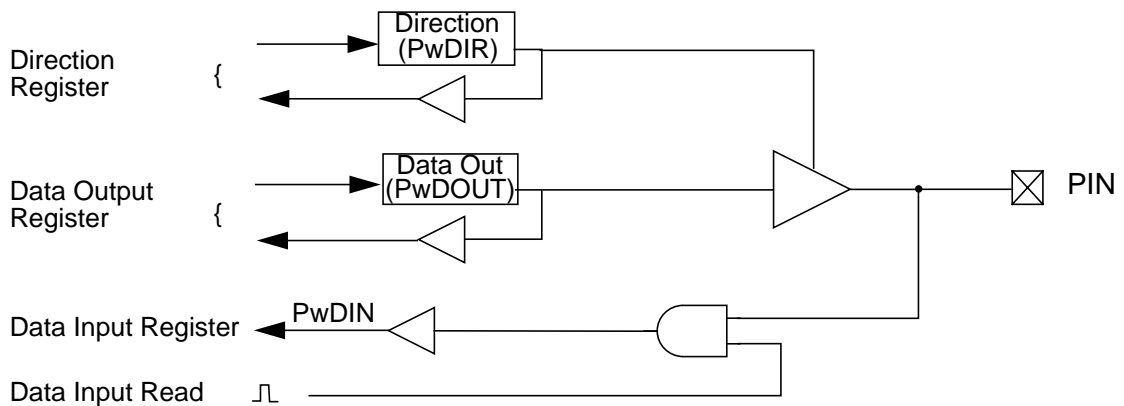 Direction
Register
{
Direction
(PwDIR)
Data Output
Register
{
Data Out
(PwDOUT)
PIN
Data Input Register
PwDIN
Data Input Read